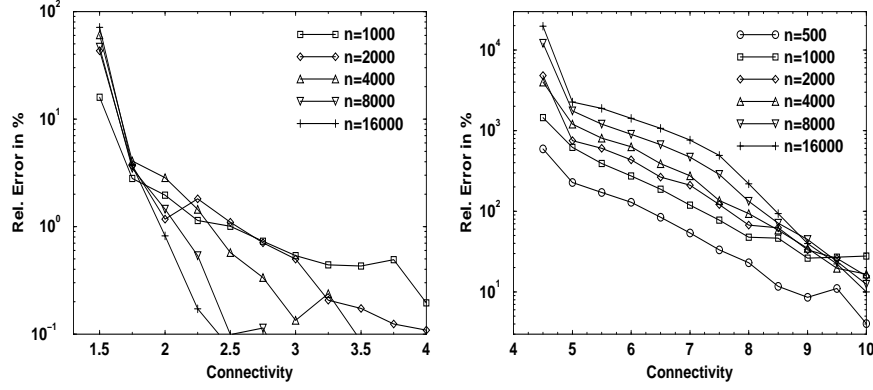 10^2
10^1
10^0
10^-1
Rel. Error in %
1.5 2 2.5 3 3.5 4
Connectivity
n=1000
n=2000
n=4000
n=8000
n=16000
10^4
10^3
10^2
10^1
Rel. Error in %
4 5 6 7 8 9 10
Connectivity
n=500
n=1000
n=2000
n=4000
n=8000
n=16000